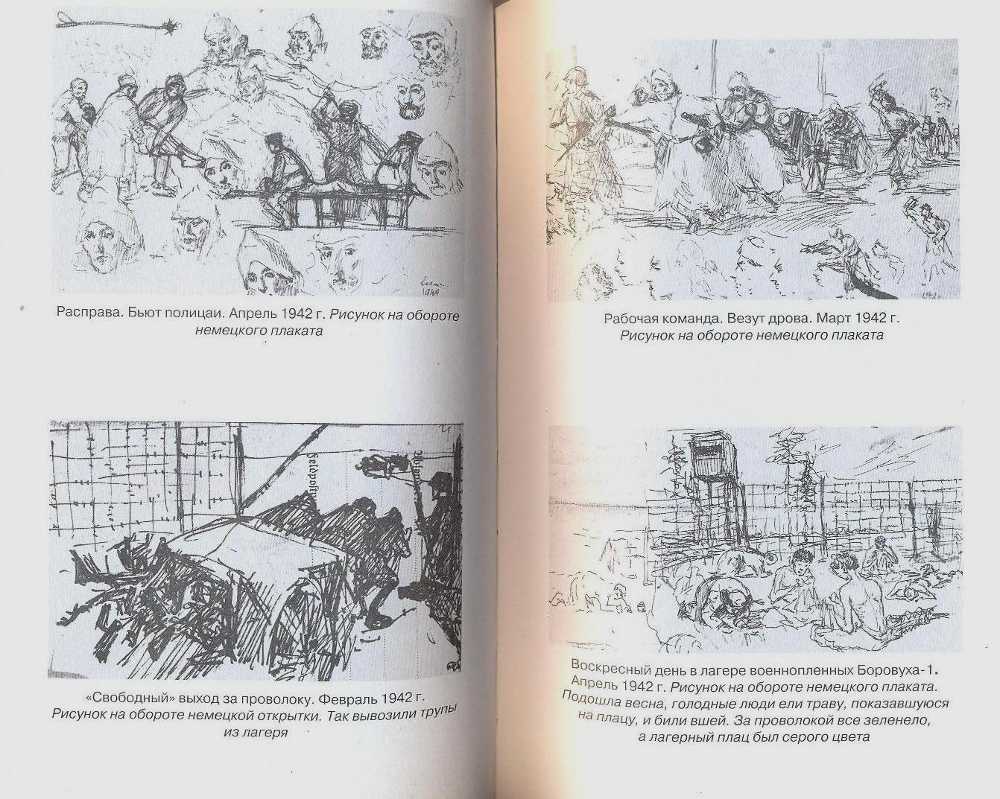 Расправа. Бьют полицаи. Апрель 1942 г. Рисунок на обороте
немецкого плаката
Feldpost
«Свободный» выход за проволоку. Февраль 1942 г.
Рисунок на обороте немецкой открытки. Так вывозили трупы
из лагеря
Рабочая команда. Везут дрова. Март 1942 г.
Рисунок на обороте немецкого плаката
Воскресный день в лагере военнопленных Боровуха-1.
Апрель 1942 г. Рисунок на обороте немецкого плаката.
Подошла весна, голодные люди ели траву, показавшуюся
на плацу, и били вшей. За проволокой все зеленело,
а лагерный плац был серого цвета